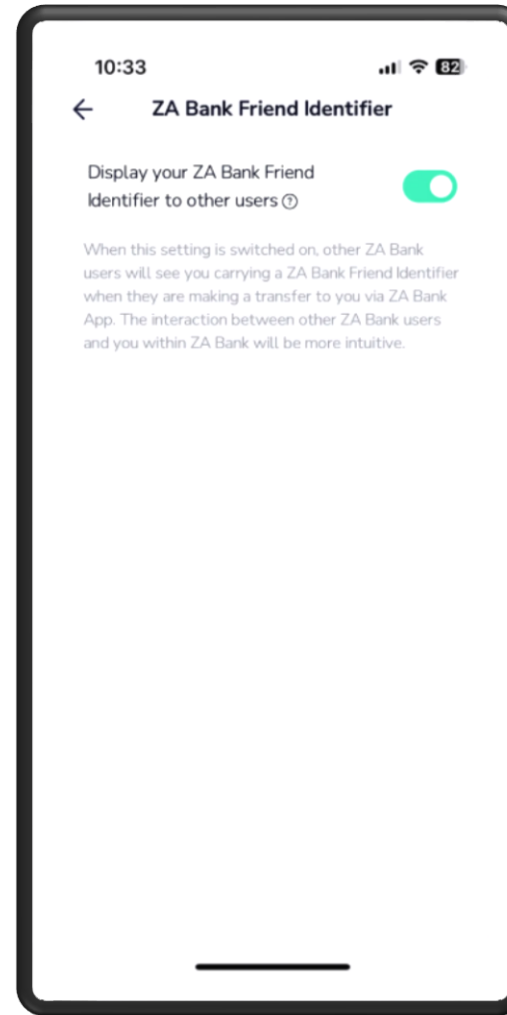 10:33
82
ZA Bank Friend Identifier
Display your ZA Bank Friend
Identifier to other users
When this setting is switched on, other ZA Bank
users will see you carrying a ZA Bank Friend Identifier
when they are making a transfer to you via ZA Bank
App. The interaction between other ZA Bank users
and you within ZA Bank will be more intuitive.